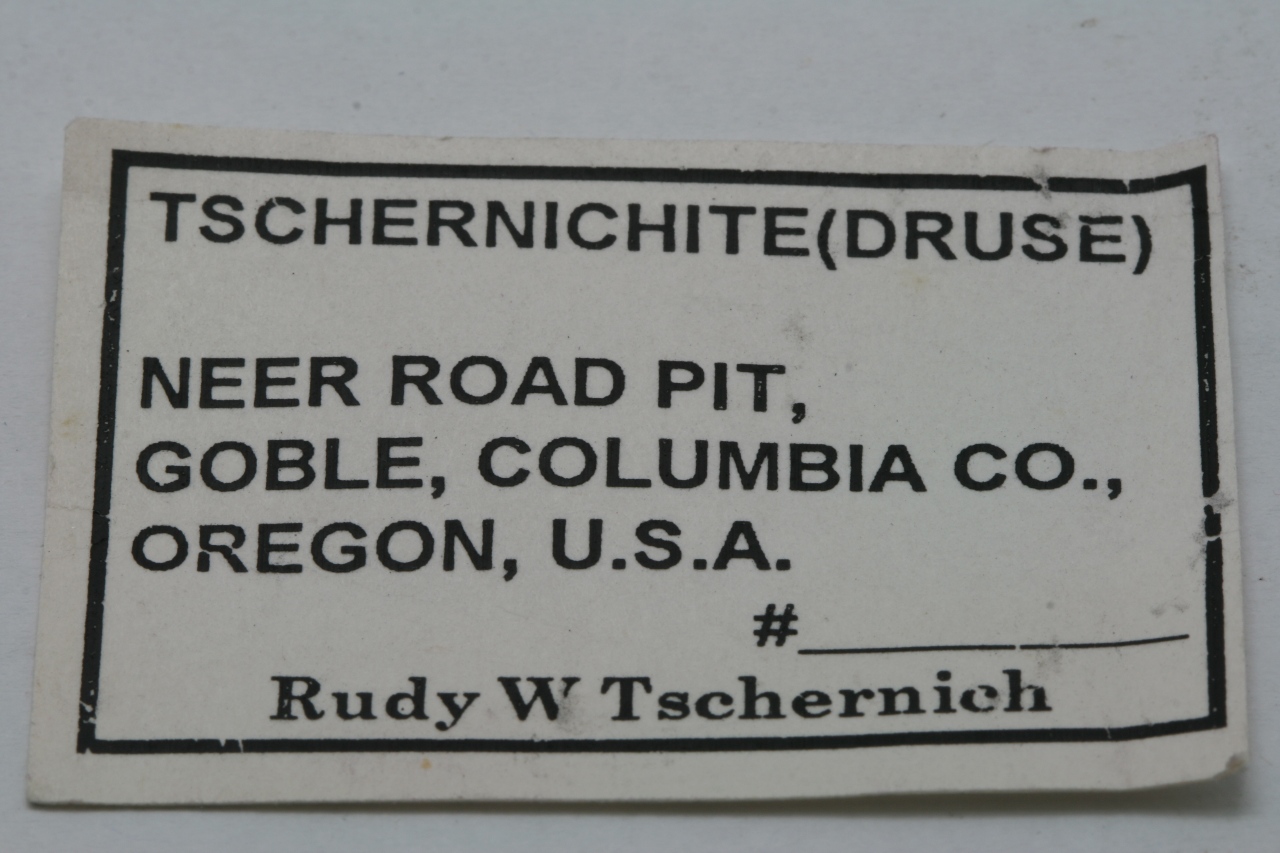 TSCHERNICHITE(DRUSE)
NEER ROAD PIT,
GOBLE, COLUMBIA CO.,
OREGON, U.S.A.
#
Rudy W Tschernich